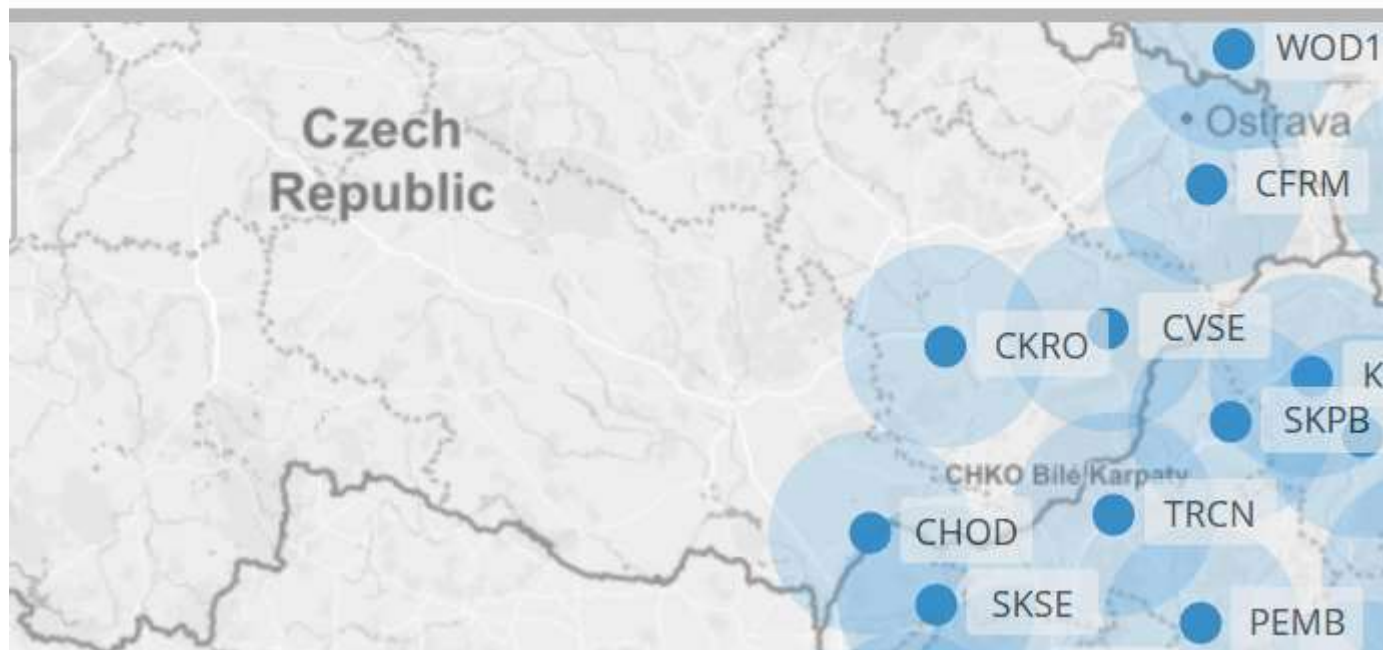 WOD1
Czech
Republic
Ostrava
CFRM
CKRO
CVSE
K
SKPB
CHKO Bílé Karpaty
TRCN
CHOD
SKSE
PEMB